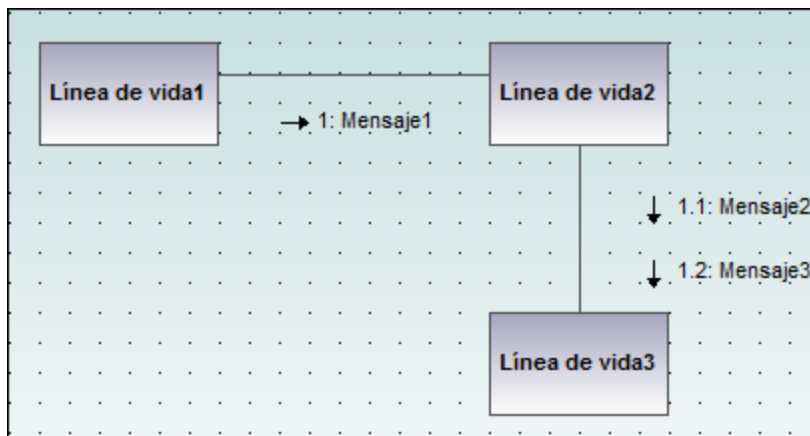 Línea de vida1
Línea de vida2
1: Mensaje1
1.1: Mensaje2
1.2: Mensaje3
Línea de vida3